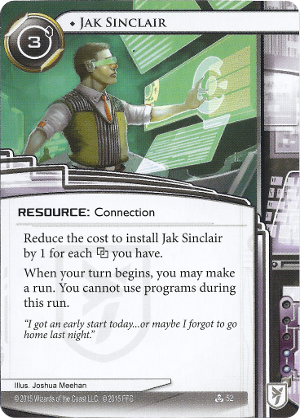 ♦ JAK SINCLAIR
3
RESOURCE: Connection
Reduce the cost to install Jak Sinclair
by 1 for each you have.
When your turn begins, you may make
a run. You cannot use programs during
this run.
"I got an early start today...or maybe I forgot to go
home last night."
Illus. Joshua Meehan
©2015 Wizards of the Coast LLC. ©2015 FFG 52